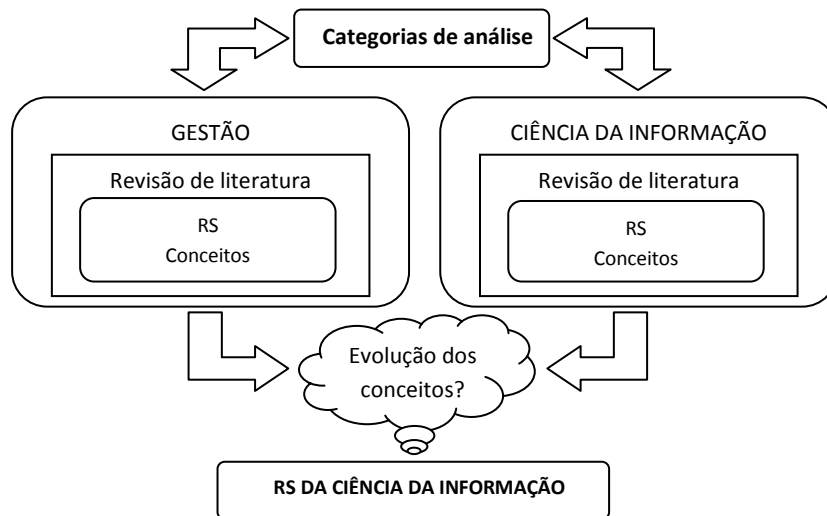 Categorias de análise
GESTÃO
Revisão de literatura
RS
Conceitos
CIÊNCIA DA INFORMAÇÃO
Revisão de literatura
RS
Conceitos
Evolução dos
conceitos?
RS DA CIÊNCIA DA INFORMAÇÃO